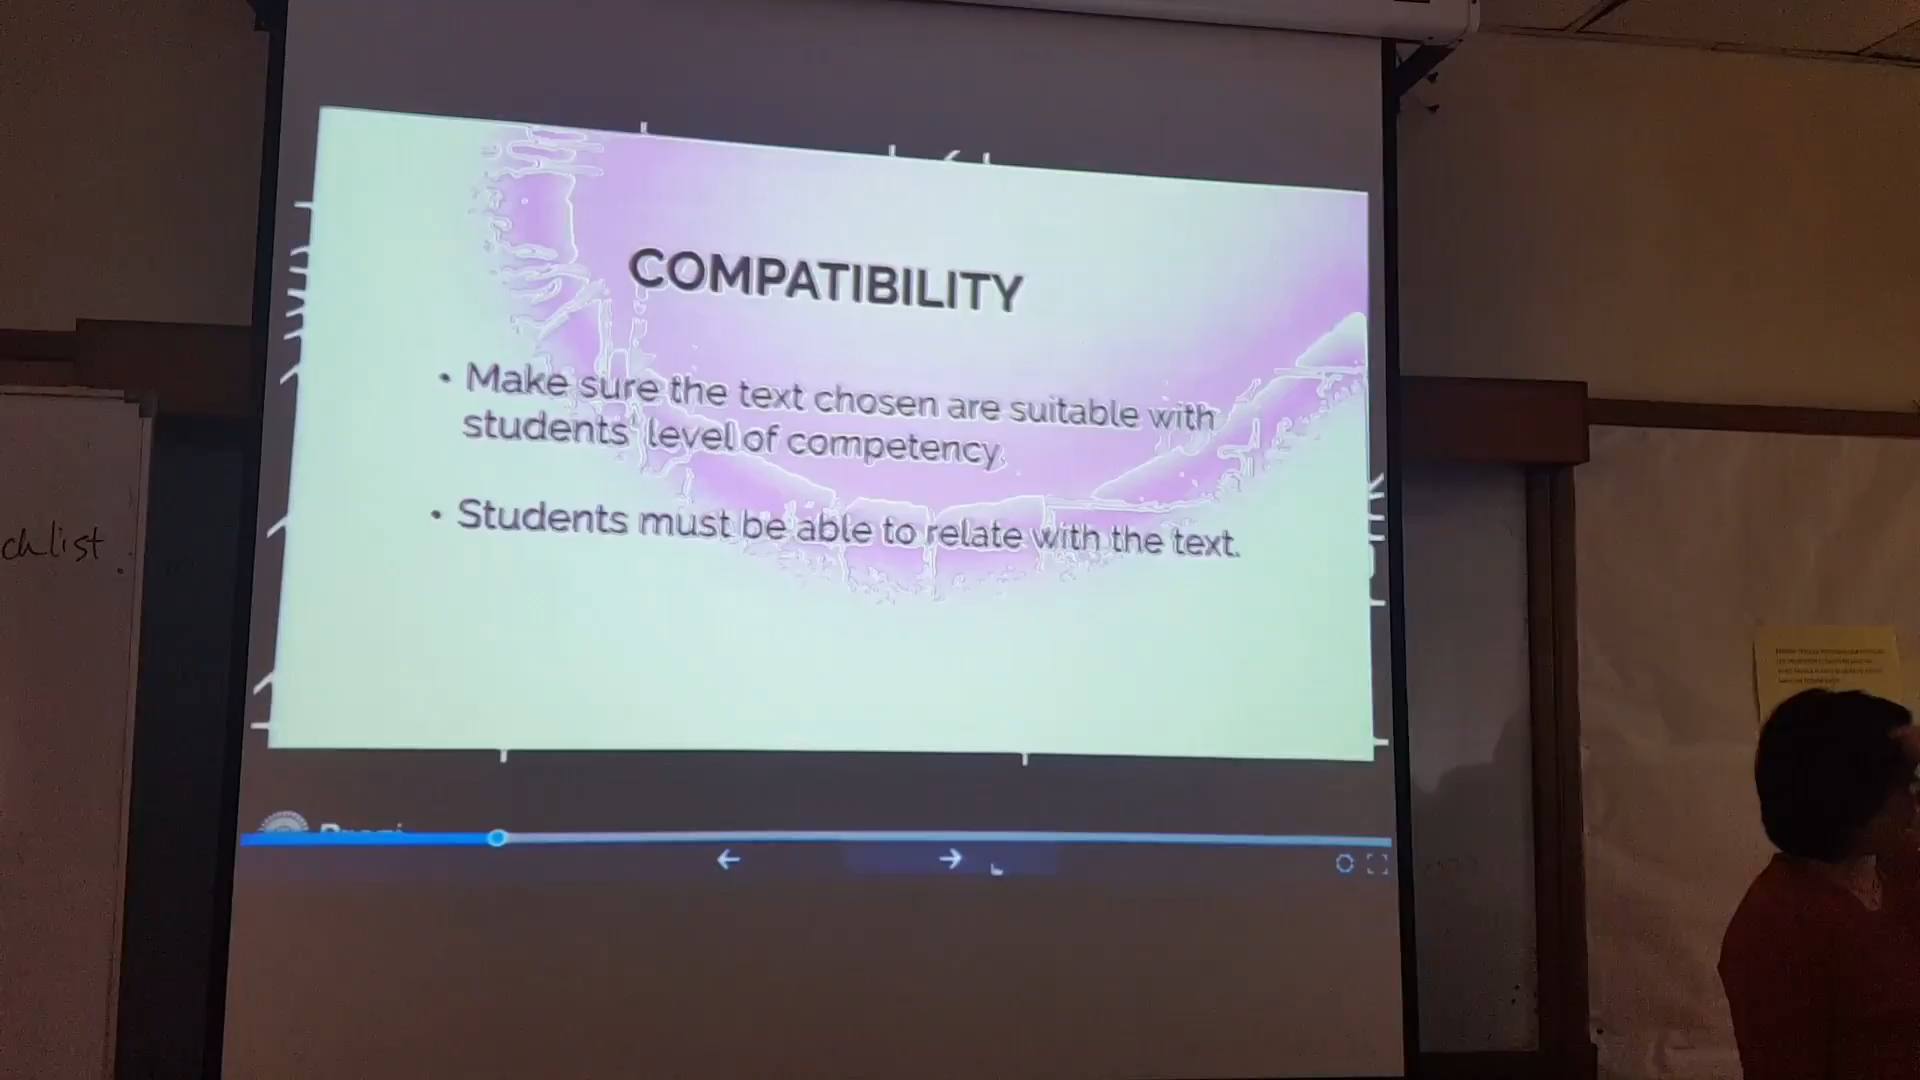 COMPATIBILITY
• Make sure the text chosen are suitable with
students' level of competency.
• Students must be able to relate with the text.
chlist